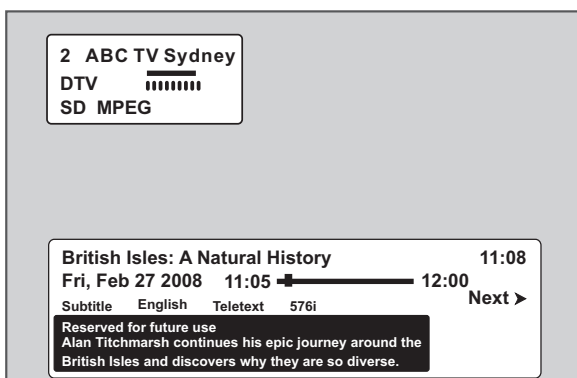 2 ABC TV Sydney
DTV
SD MPEG
British Isles: A Natural History 11:08
Fri, Feb 27 2008 11:05 12:00
Next
Subtitle English Teletext 576i
Reserved for future use
Alan Titchmarsh continues his epic journey around the
British Isles and discovers why they are so diverse.